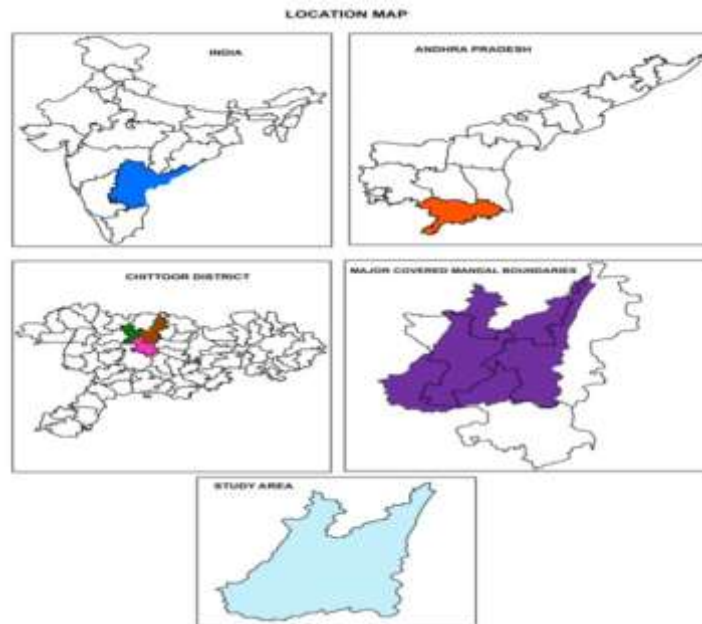 LOCATION MAP
INDIA
ANDHRA PRADESH
CHITTOOR DISTRICT
MAJOR COVERED MANDAL BOUNDARIES
STUDY AREA